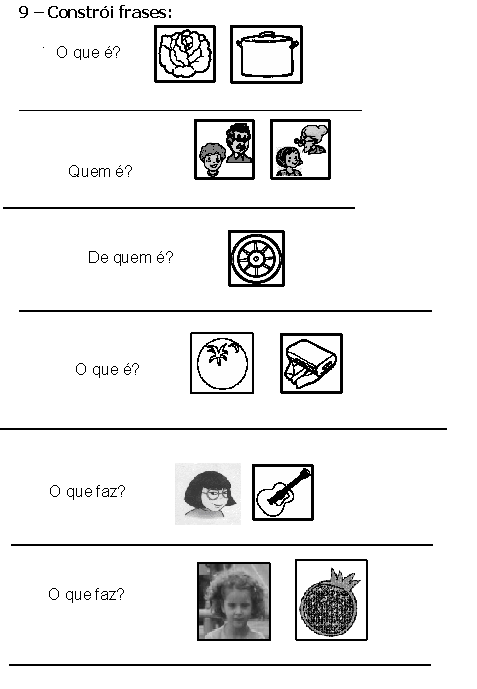 9 – Constrói frases:
O que é?
Quem é?
De quem é?
O que é?
O que faz?
O que faz?